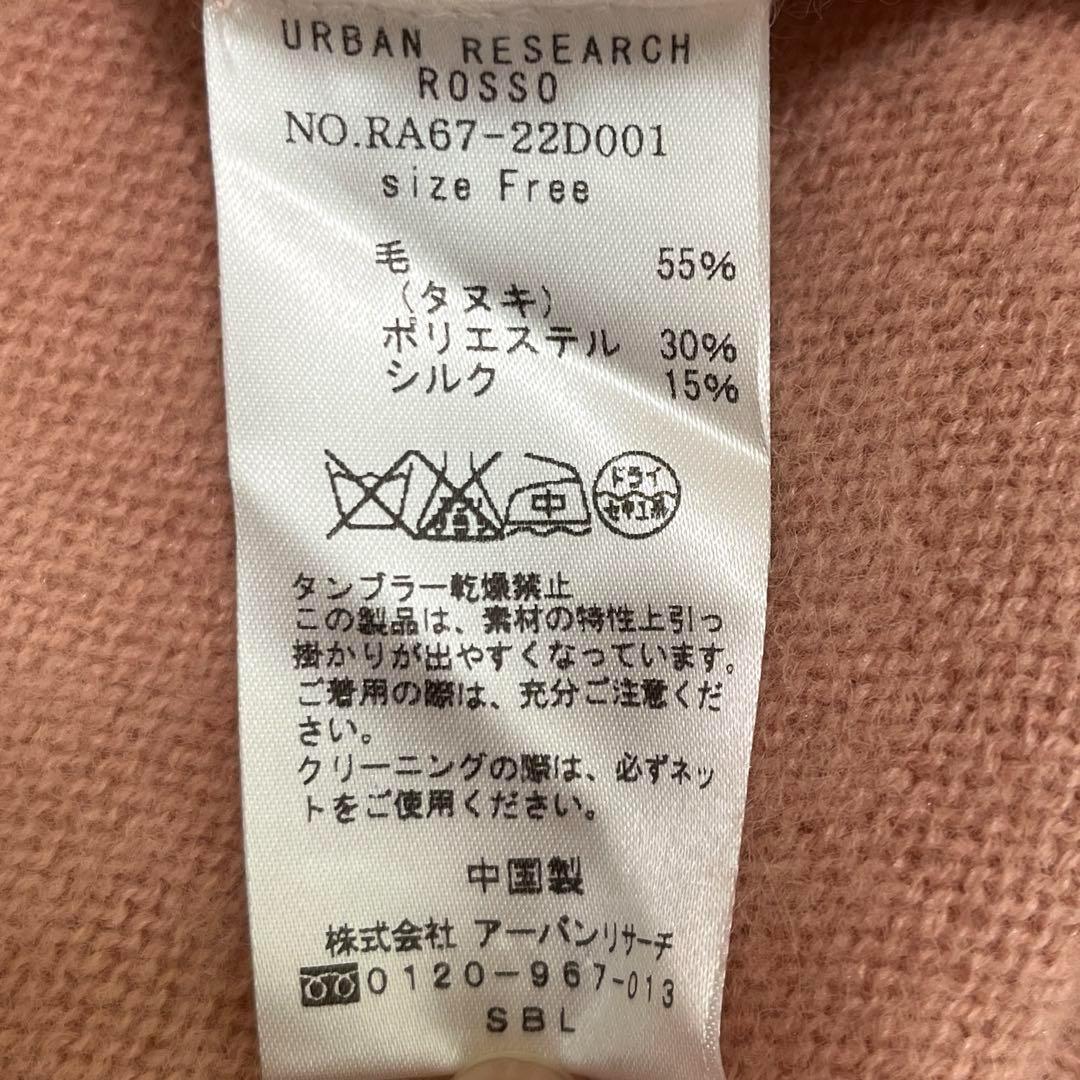 URBAN RESEARCH
ROSSO
NO.RA67-22D001
size Free
毛 55%
(タヌキ)
ポリエステル 30%
シルク 15%
中 ドライ
セキユ系
タンブラー乾燥禁止
この製品は、素材の特性上引っ
掛かりが出やすくなっています。
ご着用の際は、充分ご注意くだ
さい。
クリーニングの際は、必ずネッ
トをご使用ください。
中国製
株式会社 アーバンリサーチ
0120-967-013
SBL